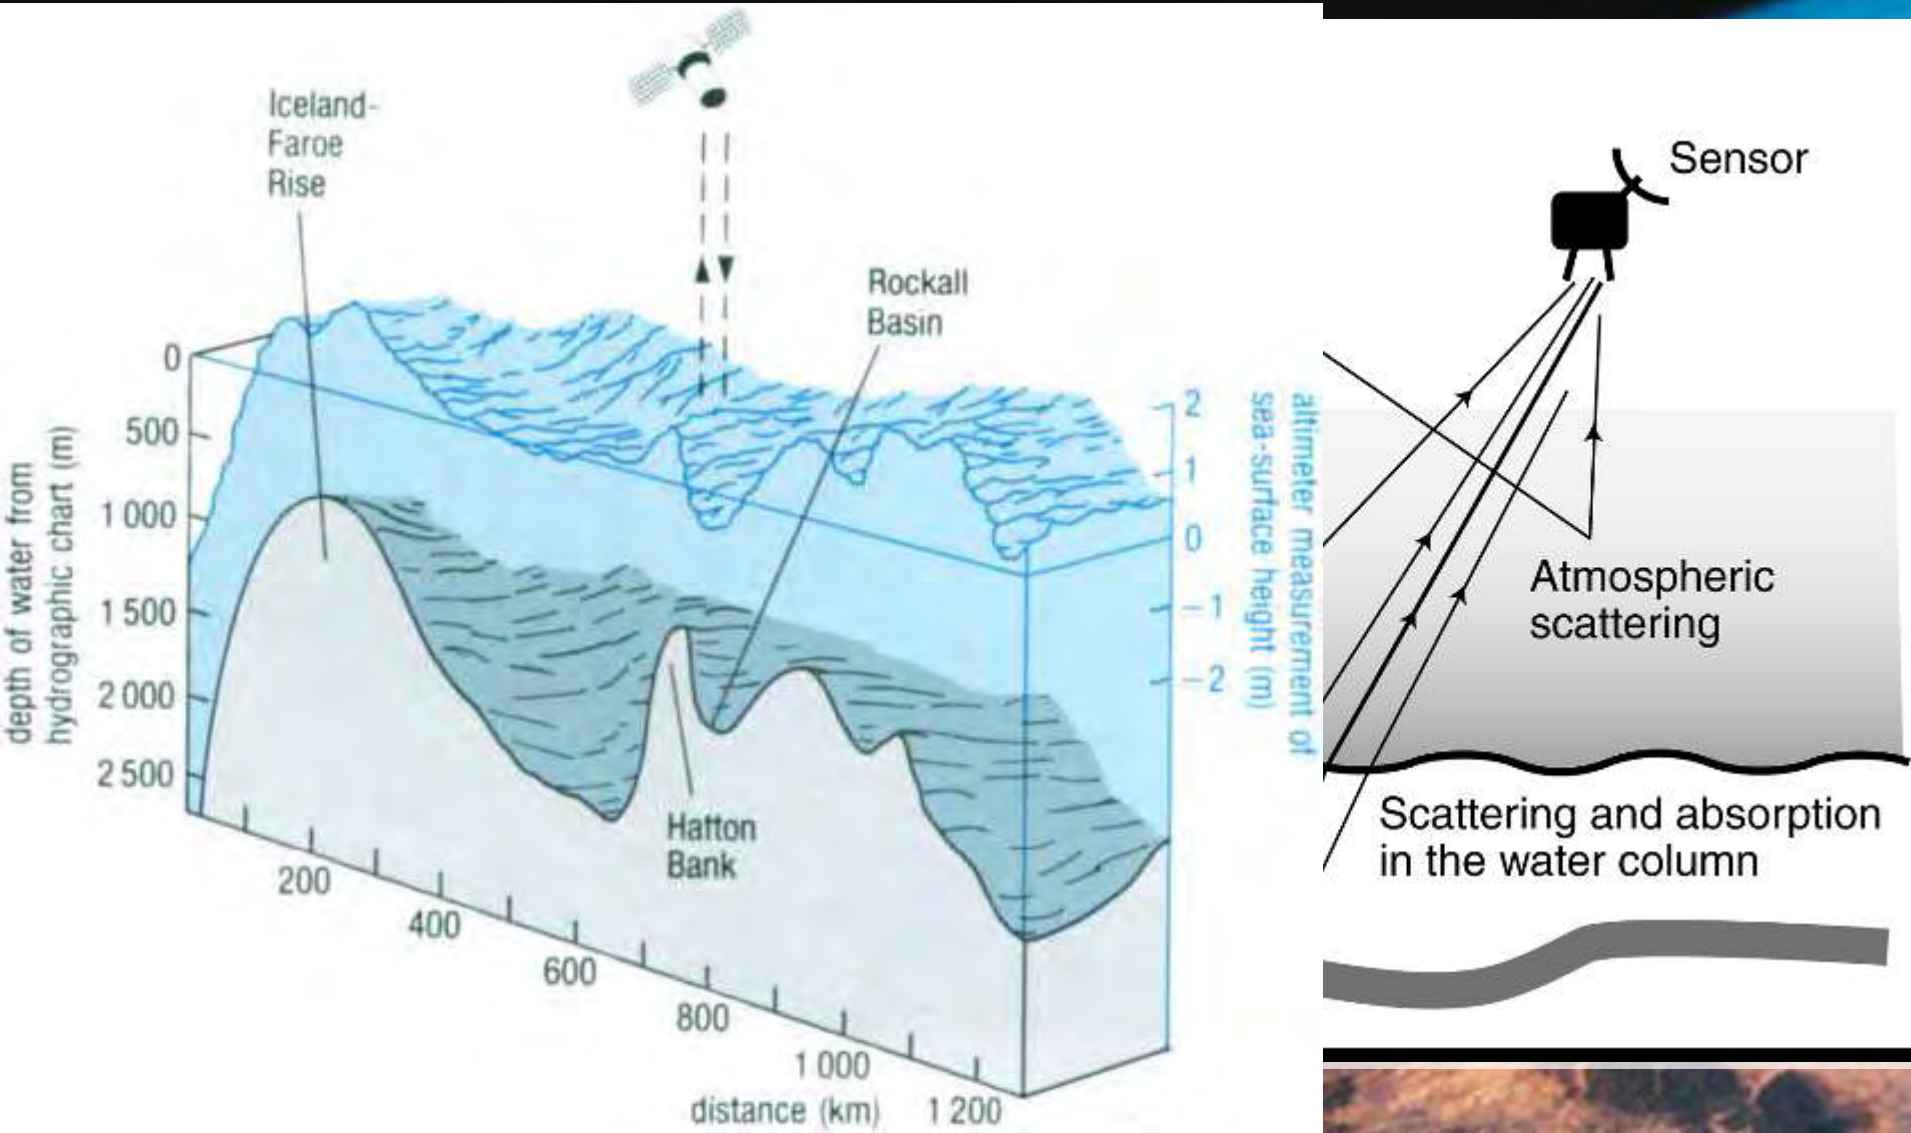 Iceland-
Faroe
Rise
Rockall
Basin
0
500
1 000
1 500
2 000
2 500
depth of water from
hydrographic chart (m)
2
1
0
−1
−2
altimeter measurement of
sea-surface height (m)
Hatton
Bank
200
400
600
800
1 000
1 200
distance (km)
Sensor
Atmospheric
scattering
Scattering and absorption
in the water column